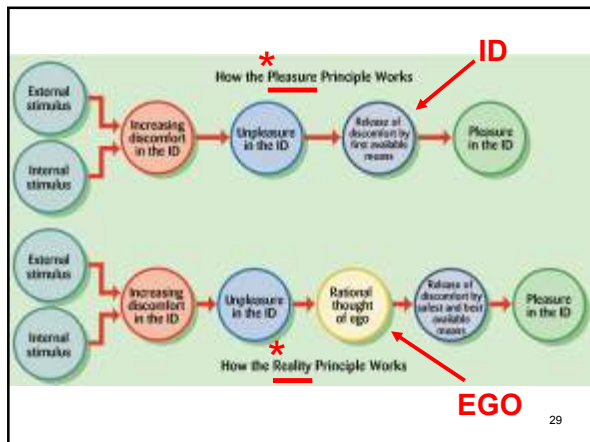 *
ID
How the Pleasure Principle Works
External
stimulus
Internal
stimulus
Increasing
discomfort
in the ID
Unpleasure
in the ID
Release of
discomfort by
first available
means
Pleasure
in the ID
External
stimulus
Internal
stimulus
Increasing
discomfort
in the ID
Unpleasure
in the ID
Rational
thought
of ego
Release of
discomfort by
safest and best
available
means
Pleasure
in the ID
*
How the Reality Principle Works
EGO
29